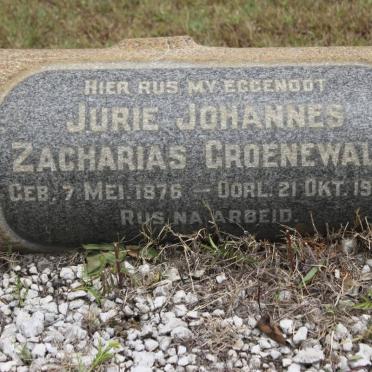 HIER RUS MY EGGENOOT
JURIE JOHANNES
ZACHARIAS GROENEWAL
GEB, 7 MEI. 1876 — OORL. 21 OKT. 19
RUS NA ARBEID.